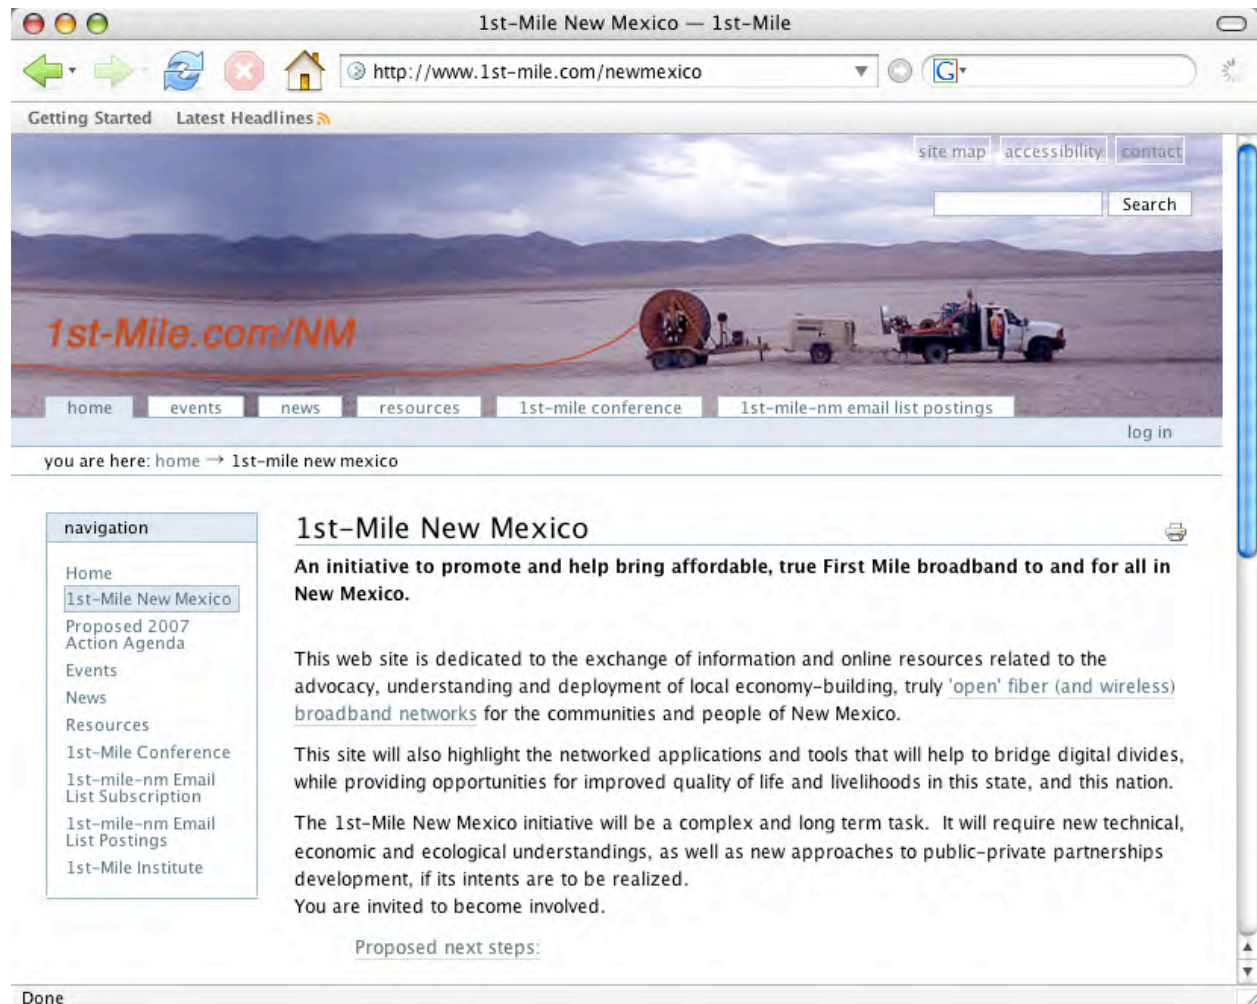 1st-Mile New Mexico — 1st-Mile
http://www.1st-mile.com/newmexico
G
Getting Started Latest Headlines
site map accessibility contact
Search
1st-Mile.com/NM
home events news resources 1st-mile conference 1st-mile-nm email list postings
log in
you are here: home → 1st-mile new mexico
navigation
Home
1st-Mile New Mexico
Proposed 2007
Action Agenda
Events
News
Resources
1st-Mile Conference
1st-mile-nm Email
List Subscription
1st-mile-nm Email
List Postings
1st-Mile Institute
1st-Mile New Mexico
An initiative to promote and help bring affordable, true First Mile broadband to and for all in
New Mexico.
This web site is dedicated to the exchange of information and online resources related to the
advocacy, understanding and deployment of local economy-building, truly 'open' fiber (and wireless)
broadband networks for the communities and people of New Mexico.
This site will also highlight the networked applications and tools that will help to bridge digital divides,
while providing opportunities for improved quality of life and livelihoods in this state, and this nation.
The 1st-Mile New Mexico initiative will be a complex and long term task. It will require new technical,
economic and ecological understandings, as well as new approaches to public-private partnerships
development, if its intents are to be realized.
You are invited to become involved.
Proposed next steps:
Done